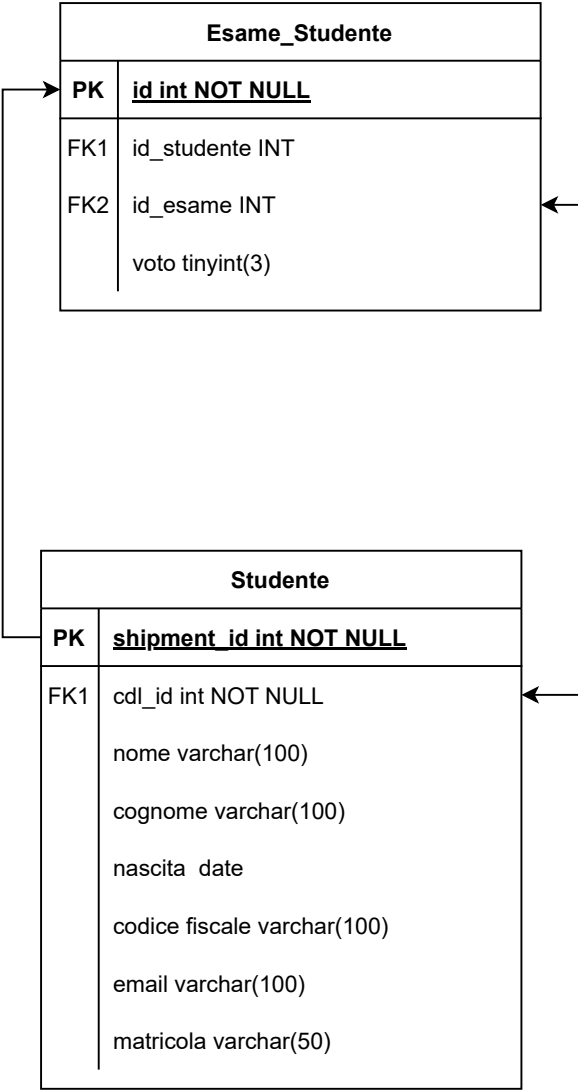 Esame_Studente
PK id int NOT NULL
FK1 id_studente INT
FK2 id_esame INT
voto tinyint(3)
Studente
PK shipment_id int NOT NULL
FK1 cdl_id int NOT NULL
nome varchar(100)
cognome varchar(100)
nascita  date
codice fiscale varchar(100)
email varchar(100)
matricola varchar(50)